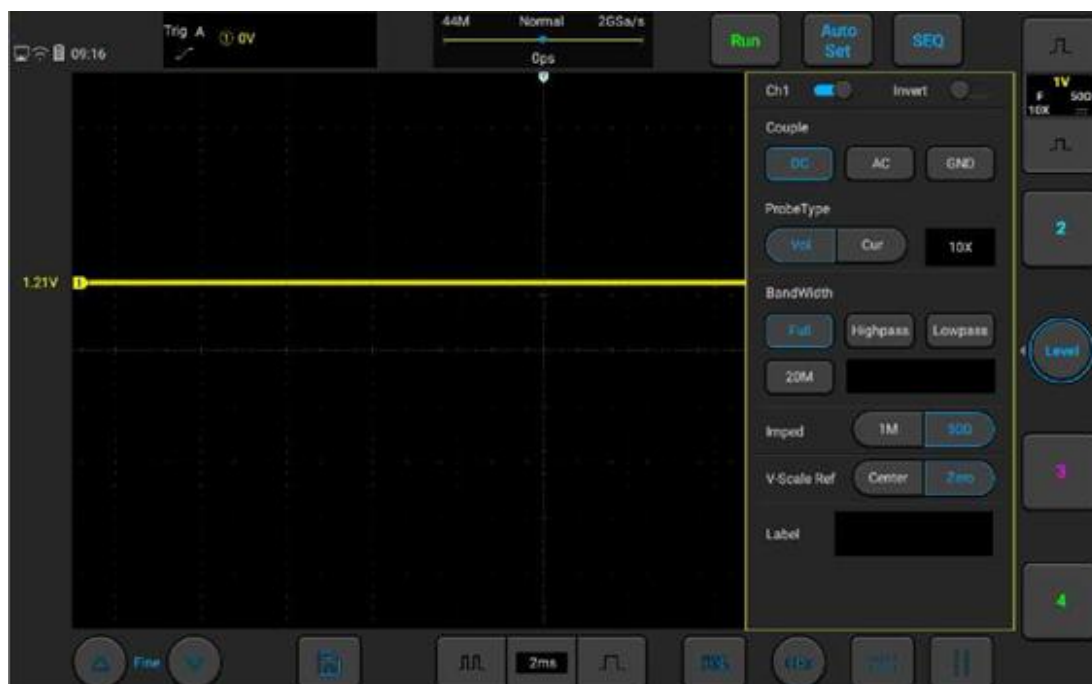 09:16
Trig A ① 0V
44M Normal 2GSa/s
0ps
Run
Auto Set
SEQ
Ch1 Invert
1V
F 50Ω
10X
Couple
DC AC GND
ProbeType
Vol Cur 10X
2
1.21V 1
BandWidth
Full Highpass Lowpass
20M
Level
Imped 1M 50Ω
V-Scale Ref Center Zero
3
Label
4
Fine 2ms